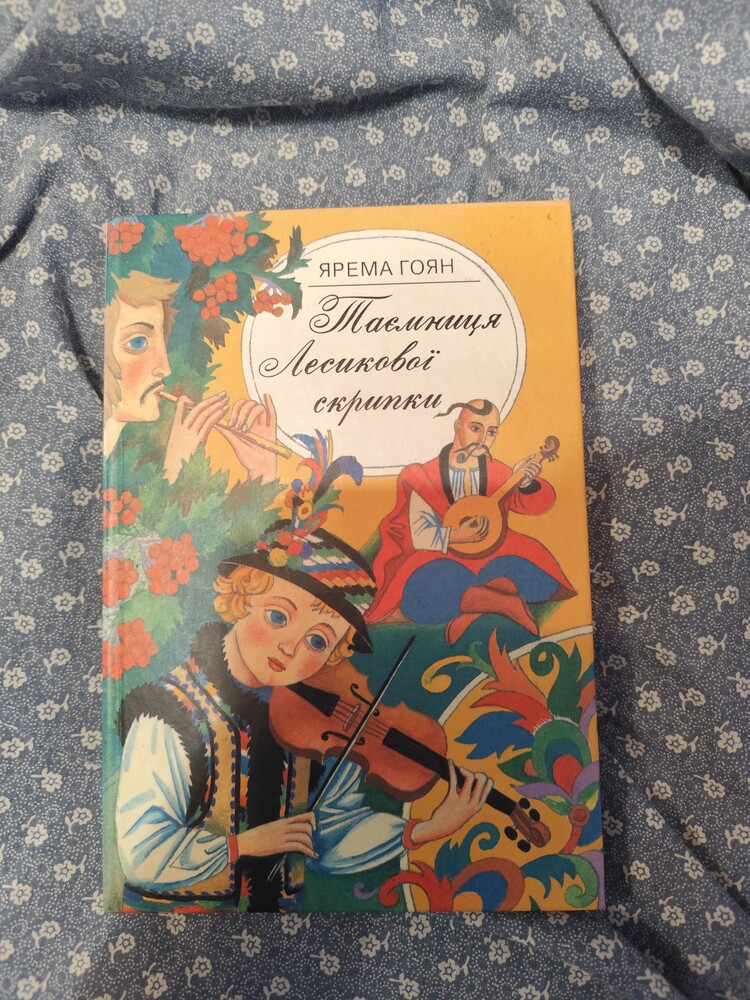 ЯРЕМА ГОЯН
Таємниця
Лесикової
скрипки